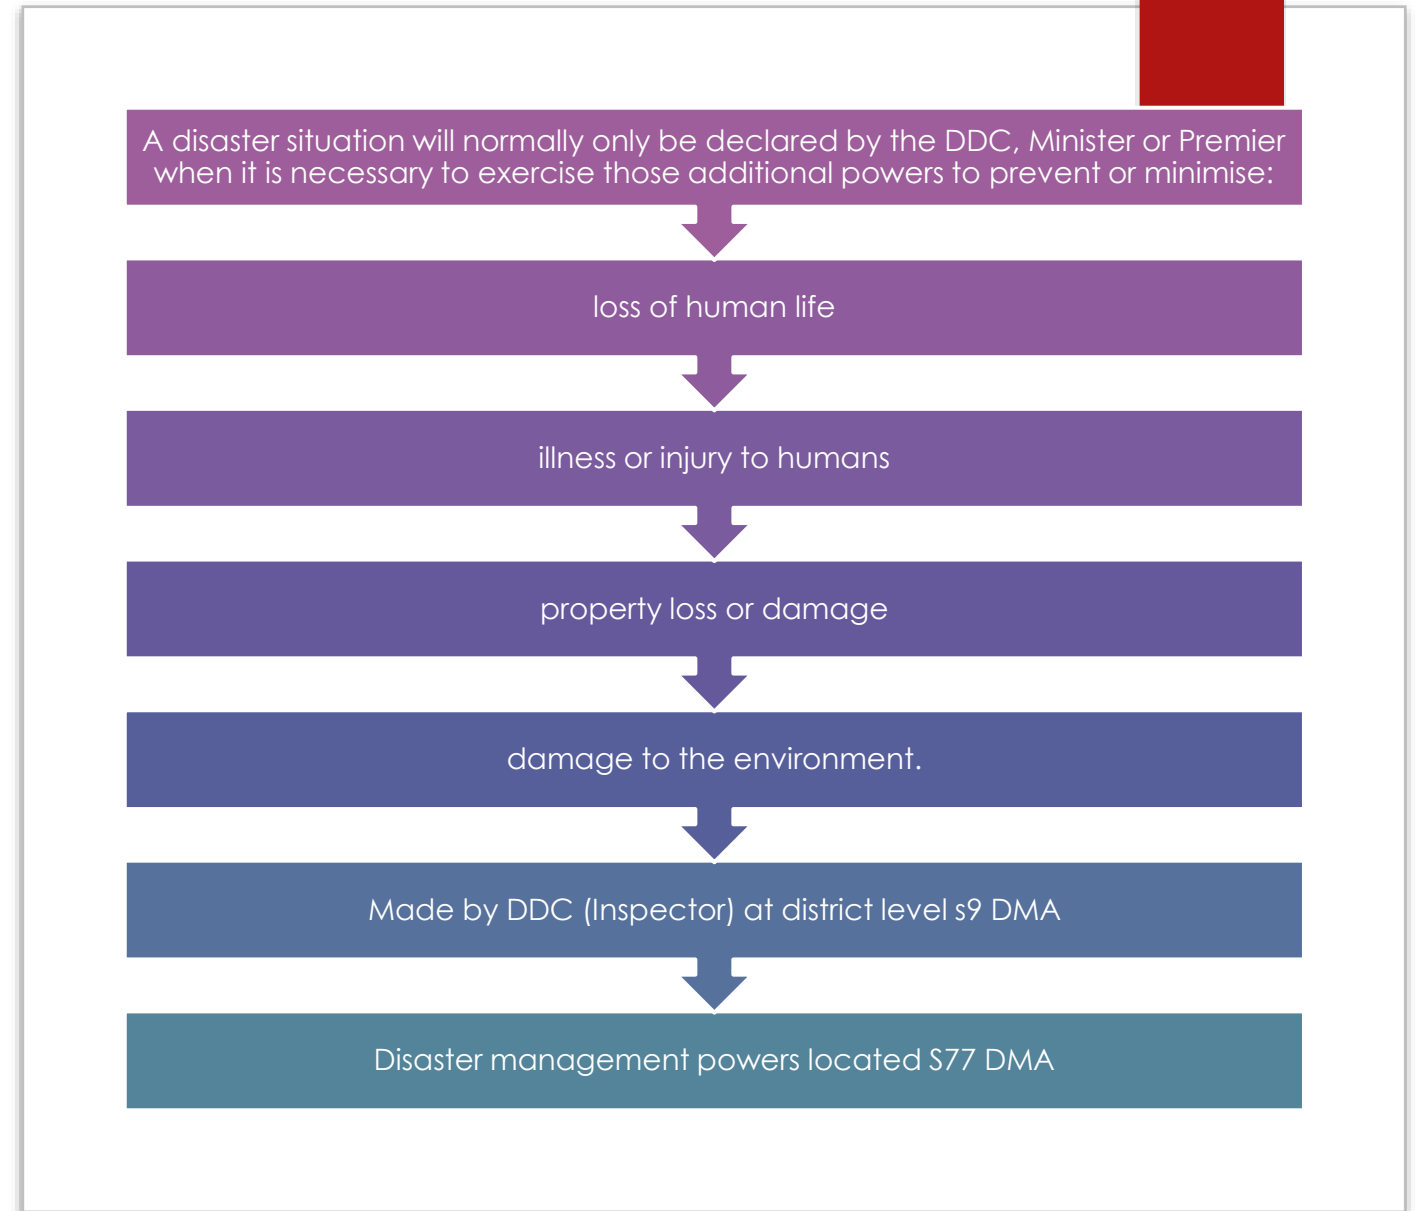 A disaster situation will normally only be declared by the DDC, Minister or Premier
when it is necessary to exercise those additional powers to prevent or minimise:
loss of human life
illness or injury to humans
property loss or damage
damage to the environment.
Made by DDC (Inspector) at district level s9 DMA
Disaster management powers located S77 DMA